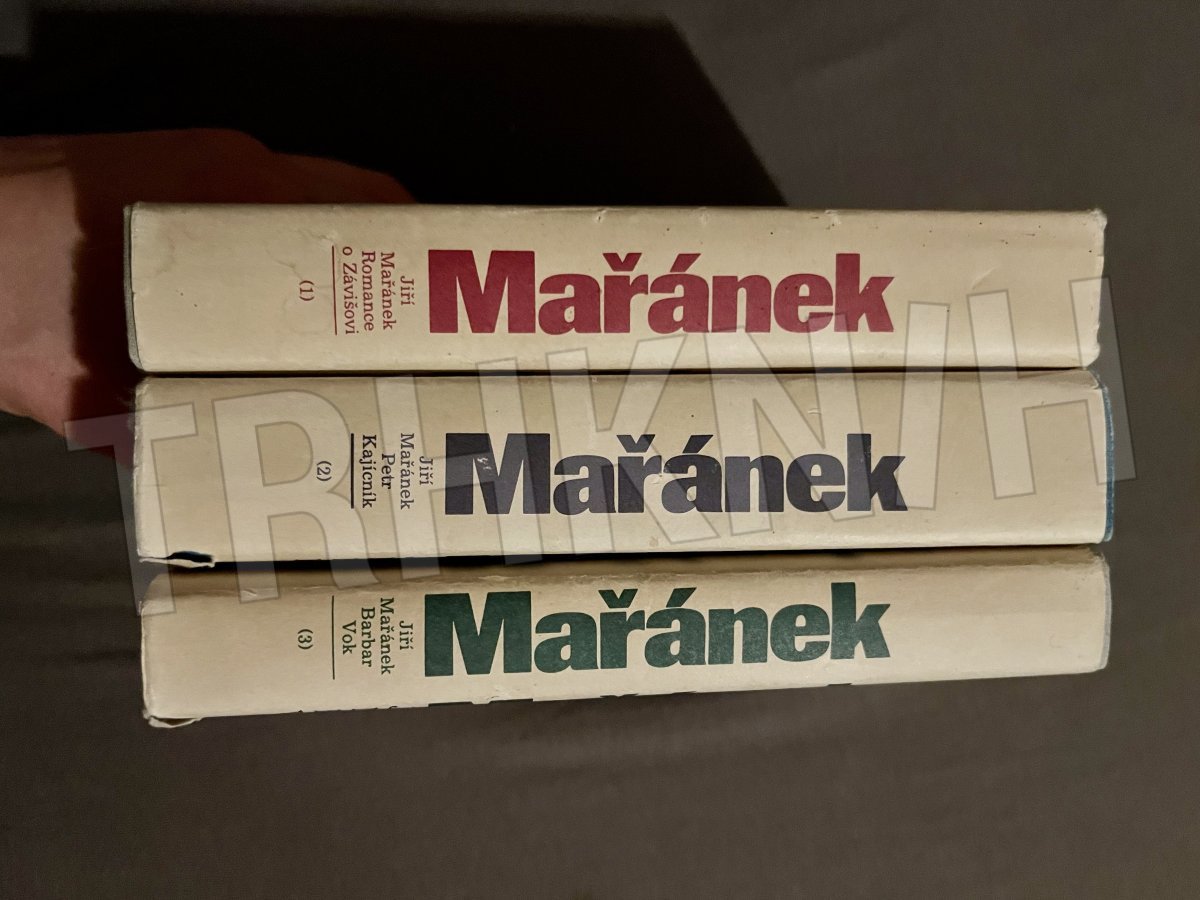 Mařánek
Jiří
Mařánek
Romance
o Závišovi
(1)
Mařánek
Jiří
Mařánek
Petr
Kajícník
(2)
Mařánek
Jiří
Mařánek
Barbar
Vok
(3)
TRHKNIH